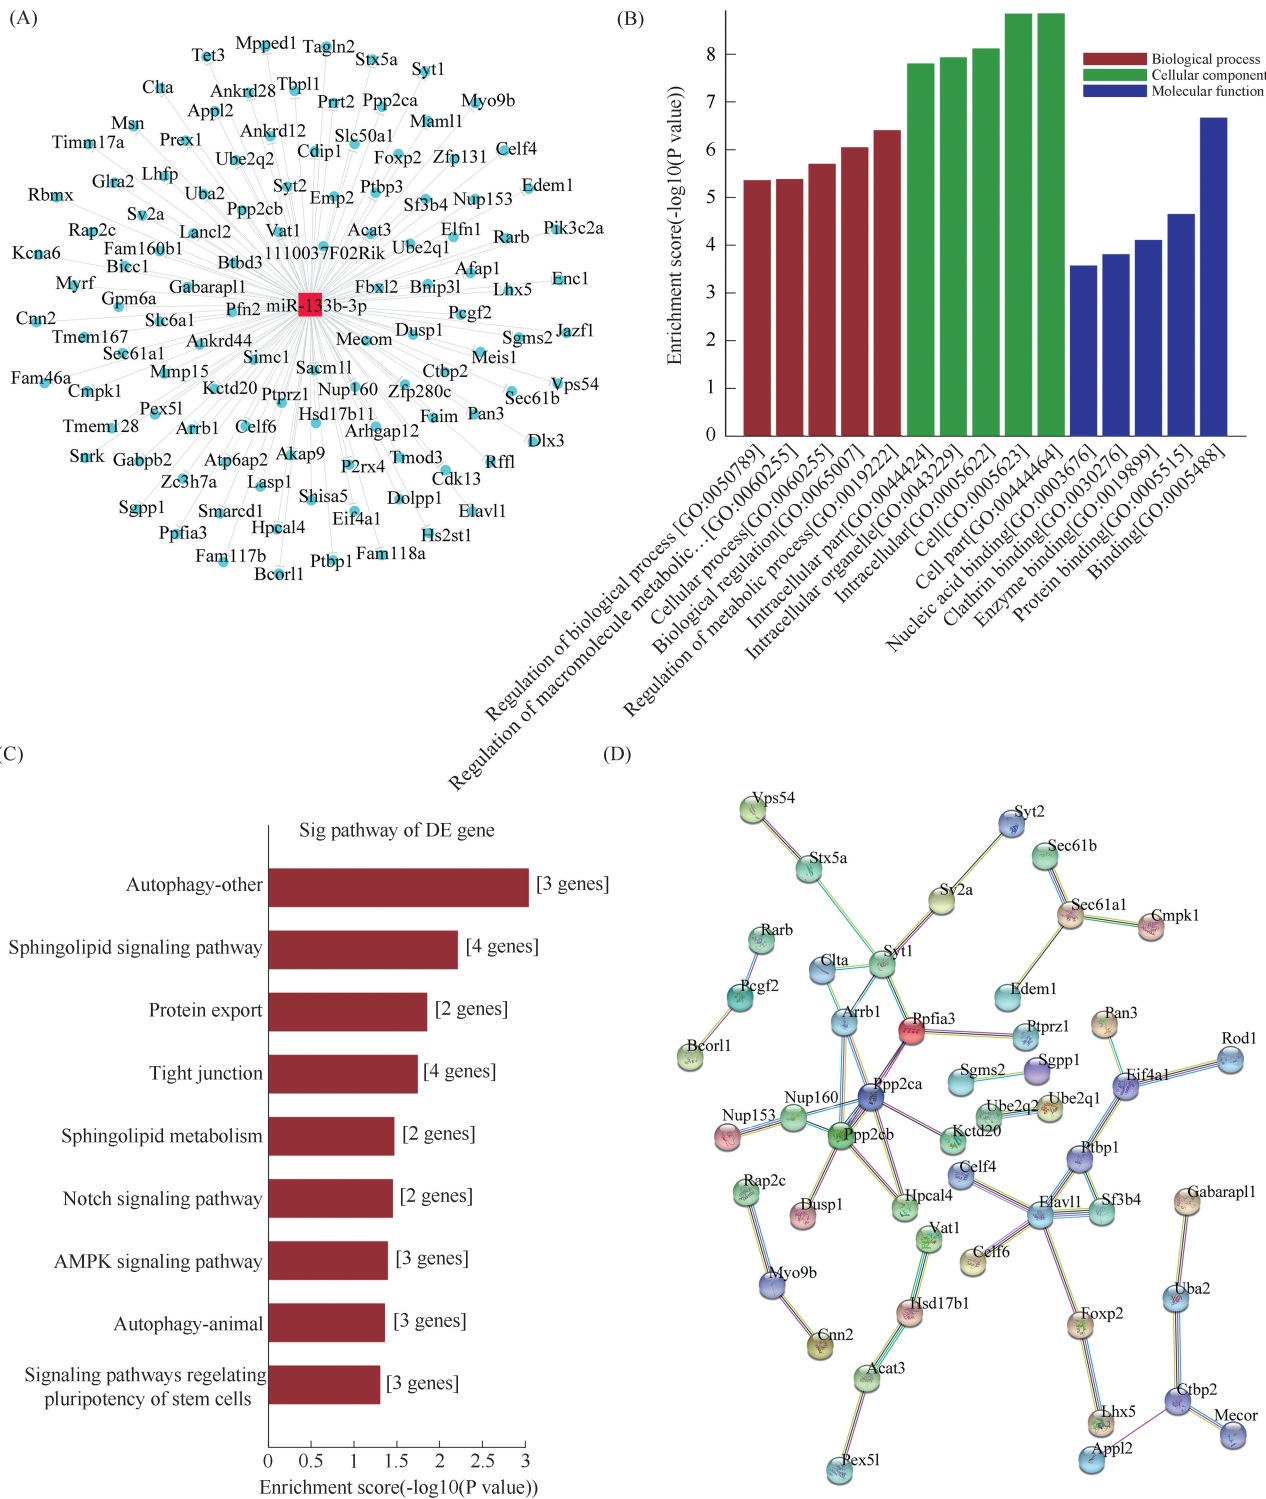 (A)
Mpped1
Tagln2
Tet3
Stx5a
Syt1
Clta
Ankrd28
Tbpl1
Prrt2
Ppp2ca
Myo9b
Appl2
Msn
Maml1
Timm17a
Prex1
Ankrd12
Slc50a1
Ube2q2
Cdip1
Foxp2
Zfp131
Celf4
Glra2
Lhfp
Syt2
Ptbp3
Edem1
Rbmx
Uba2
Emp2
Sf3b4
Nup153
Sv2a
Ppp2cb
Rap2c
Lancl2
Vat1
Acat3
Elfn1
Rarb
Pik3c2a
Kcna6
Fam160b1
1110037F02Rik
Ube2q1
Bicc1
Btbd3
Afap1
Myrf
Gabarapl1
Fbxl2
Bnip3l
Lhx5
Enc1
Gpm6a
Pfn2
miR-133b-3p
Pcgf2
Cnn2
Slc6a1
Dusp1
Jazf1
Tmem167
Ankrd44
Mecom
Sgms2
Sec61a1
Simc1
Meis1
Fam46a
Mmp15
Sacm1l
Ctbp2
Vps54
Cmpk1
Kctd20
Ptprz1
Nup160
Zfp280c
Sec61b
Pex5l
Hsd17b11
Faim
Pan3
Tmem128
Arrb1
Celf6
Arhgap12
Dlx3
Snrk
Gabpb2
Atp6ap2
Akap9
P2rx4
Tmod3
Rffl
Zc3h7a
Lasp1
Cdk13
Sgpp1
Shisa5
Dolpp1
Smarcd1
Eif4a1
Elavl1
Ppfia3
Hpcal4
Hs2st1
Fam117b
Ptbp1
Fam118a
Bcorl1
(B)
Enrichment score(-log10(P value))
8
7
6
5
4
3
2
1
0
Biological process
Cellular component
Molecular function
Regulation of biological process [GO:0050789]
Regulation of macromolecule metabolic…[GO:0060255]
Cellular process[GO:0060255]
Biological regulation[GO:0065007]
Regulation of metabolic process[GO:0019222]
Intracellular part[GO:0044424]
Intracellular organelle[GO:0043229]
Intracellular[GO:0005622]
Cell[GO:0005623]
Cell part[GO:00444464]
Nucleic acid binding[GO:0003676]
Clathrin binding[GO:0030276]
Enzyme binding[GO:0019899]
Protein binding[GO:0005515]
Binding[GO:0005488]
(C)
Sig pathway of DE gene
Autophagy-other
[3 genes]
Sphingolipid signaling pathway
[4 genes]
Protein export
[2 genes]
Tight junction
[4 genes]
Sphingolipid metabolism
[2 genes]
Notch signaling pathway
[2 genes]
AMPK signaling pathway
[3 genes]
Autophagy-animal
[3 genes]
Signaling pathways regelating
pluripotency of stem cells
[3 genes]
0 0.5 1 1.5 2 2.5 3
0 0.5 1 1.5 2 2.5 3
Enrichment score(-log10(P value))
(D)
Vps54
Syt2
Stx5a
Sec61b
Sv2a
Sec61a1
Cmpk1
Rarb
Clta
Syt1
Pcgf2
Edem1
Arrb1
Ppfia3
Ptprz1
Pan3
Bcorl1
Rod1
Sgms2
Sgpp1
Eif4a1
Ppp2ca
Nup160
Ube2q2
Ube2q1
Nup153
Ppp2cb
Kctd20
Ptbp1
Celf4
Rap2c
Dusp1
Hpcal4
Elavl1
Sf3b4
Gabarapl1
Vat1
Celf6
Myo9b
Uba2
Hsd17b1
Foxp2
Cnn2
Acat3
Ctbp2
Lhx5
Mecor
Appl2
Pex5l